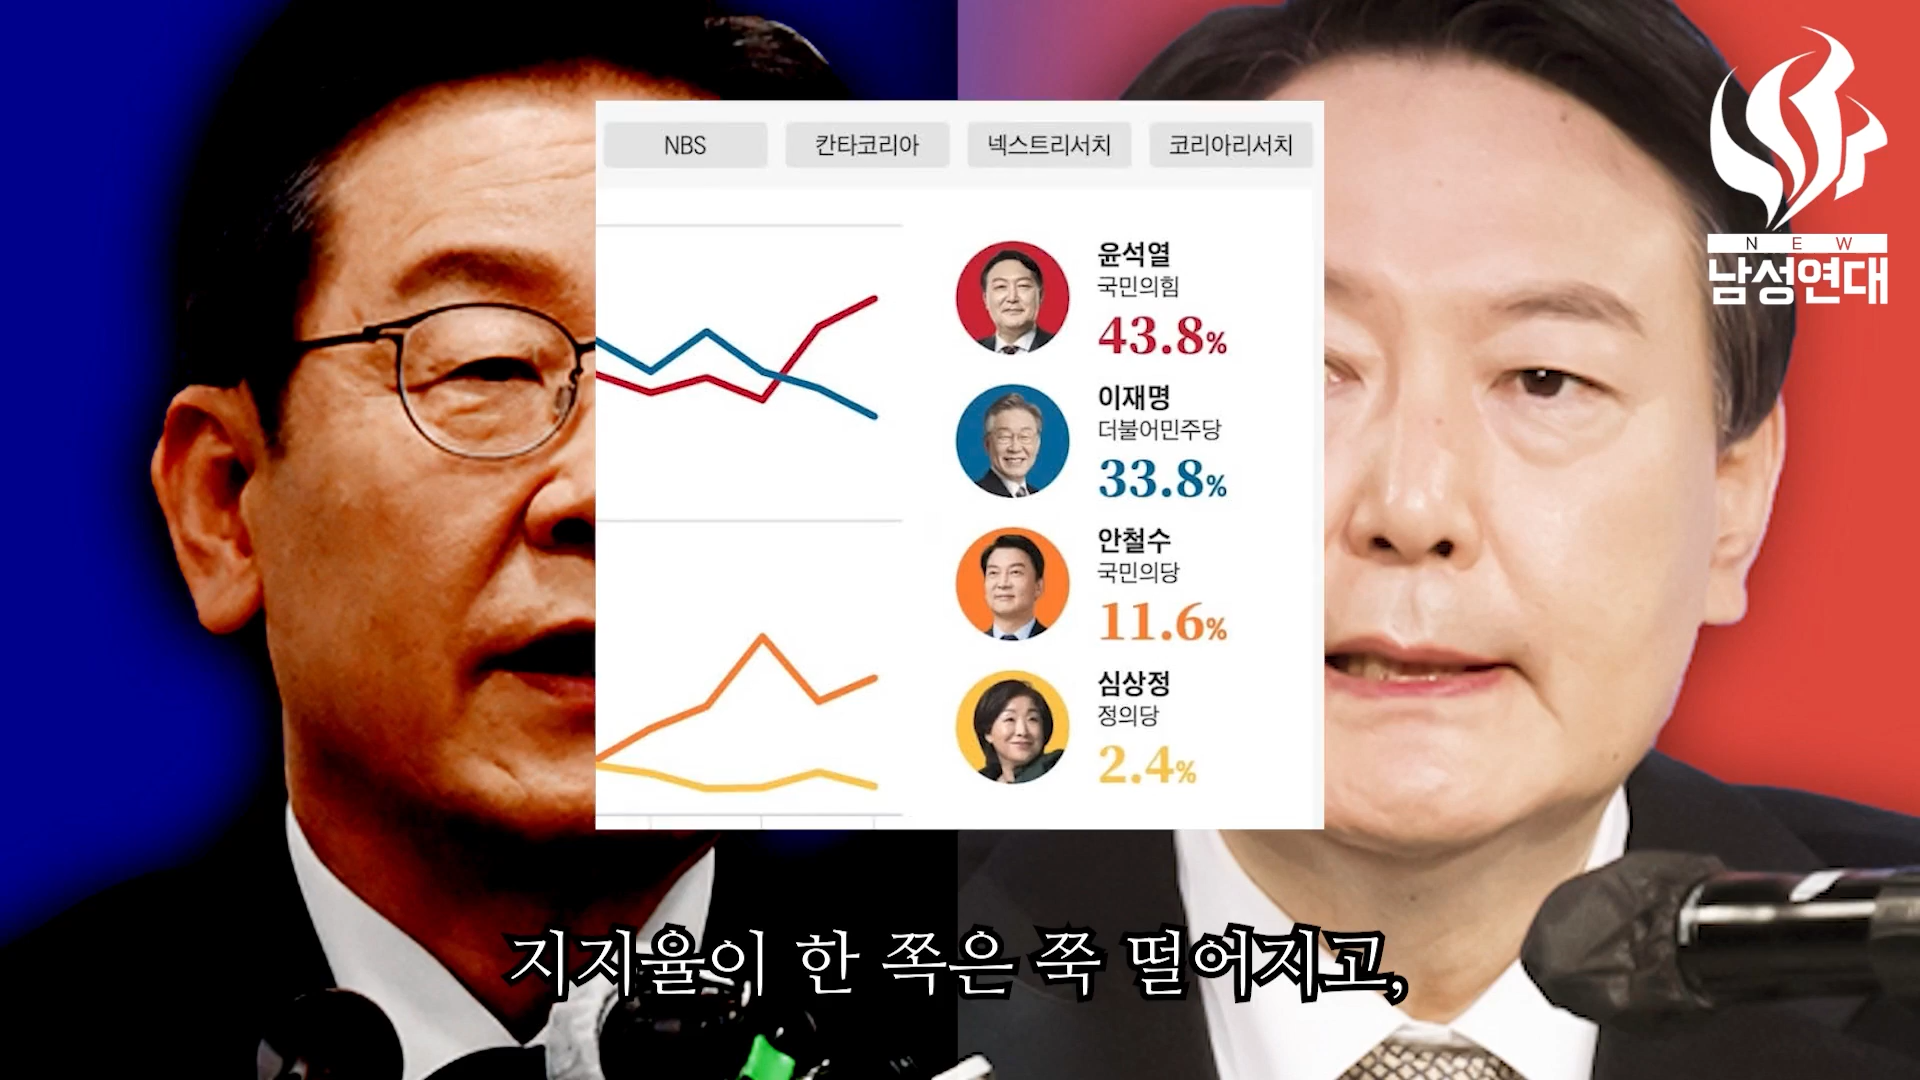 NBS
칸타코리아
넥스트리서치
코리아리서치
윤석열
국민의힘
43.8%
이재명
더불어민주당
33.8%
안철수
국민의당
11.6%
심상정
정의당
2.4%
NEW
남성연대
지지율이 한 쪽은 쭉 떨어지고,